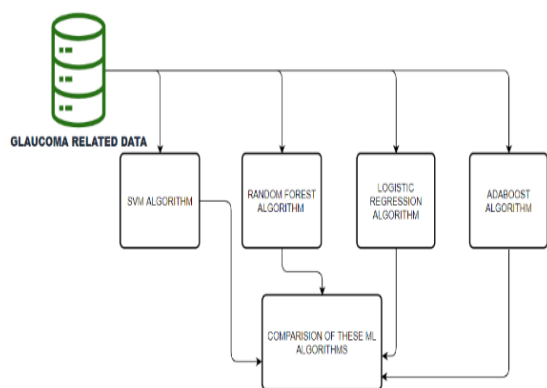 GLAUCOMA RELATED DATA
SVM ALGORITHM
RANDOM FOREST
ALGORITHM
LOGISTIC
REGRESSION
ALGORITHM
ADABOOST
ALGORITHM
COMPARISION OF THESE ML
ALGORITHMS